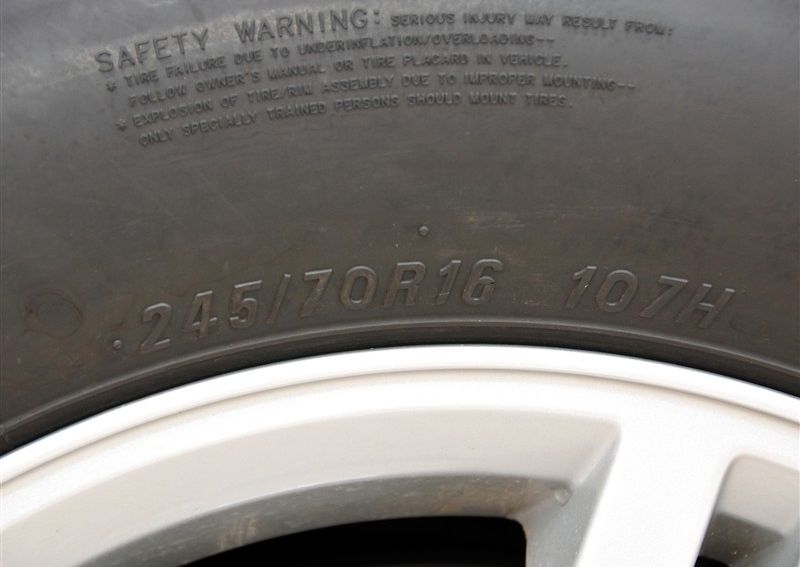 SAFETY WARNING: SERIOUS INJURY MAY RESULT FROM:
* TIRE FAILURE DUE TO UNDERINFLATION/OVERLOADING--
FOLLOW OWNER'S MANUAL OR TIRE PLACARD IN VEHICLE.
* EXPLOSION OF TIRE/RIM ASSEMBLY DUE TO IMPROPER MOUNTING--
ONLY SPECIALLY TRAINED PERSONS SHOULD MOUNT TIRES.
245/70R16 107H